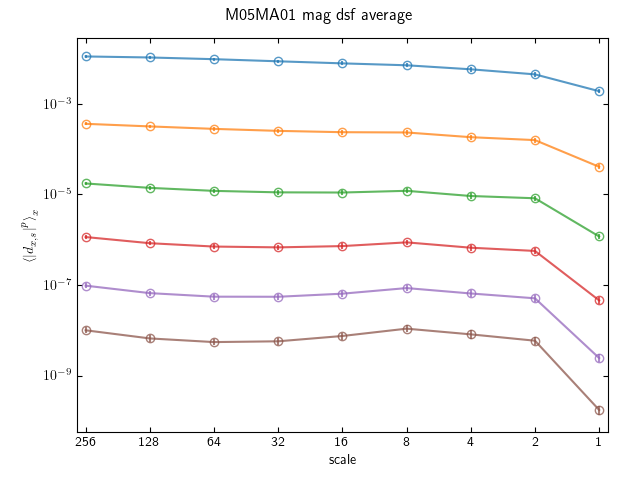 M05MA01 mag dsf average
⟨|d_{x,s}|^p⟩_x
10^{-3}
10^{-5}
10^{-7}
10^{-9}
256 128 64 32 16 8 4 2 1
scale